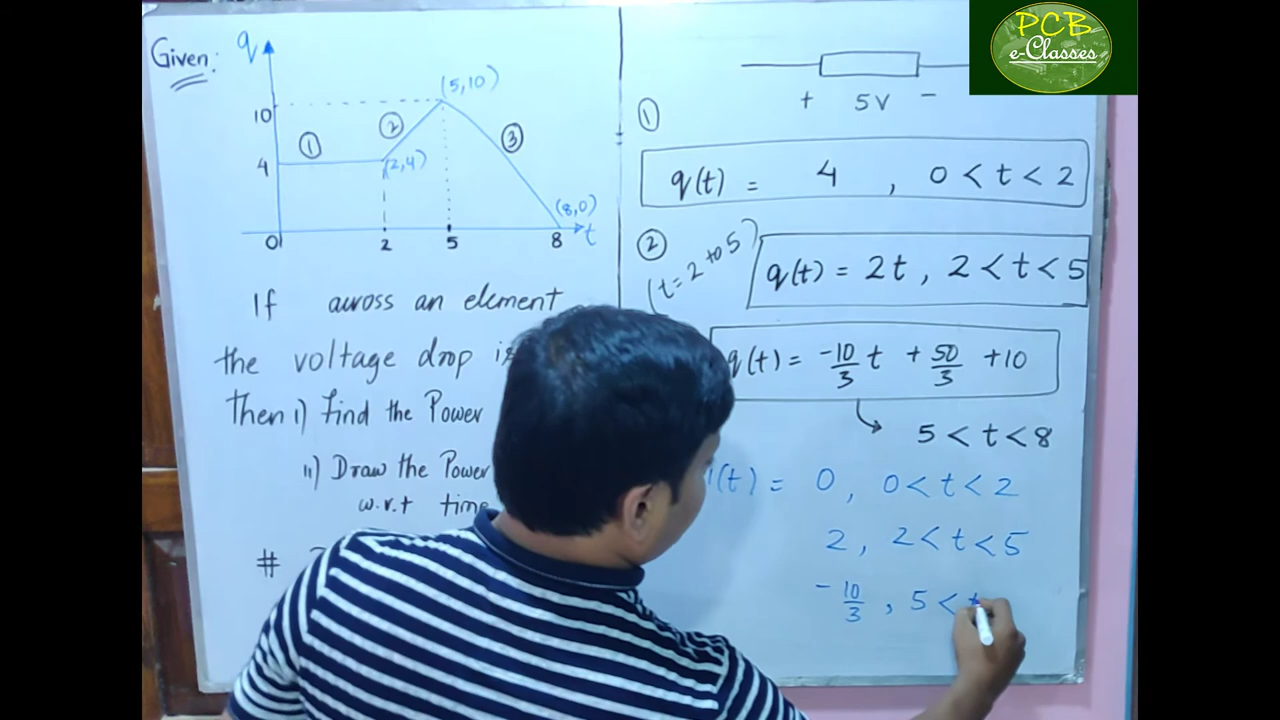 PCB
e-Classes
Given:
q
(5,10)
10
②
③
①
4
(2,4)
(8,0)
0
2
5
8
t
If across an element
the voltage drop is
Then i) Find the Power
ii) Draw the Power
w.r.t time
#
+ 5V -
①
q(t) = 4 , 0 < t < 2
②
(t = 2 to 5)
q(t) = 2t , 2 < t < 5
q(t) = -10/3 t + 50/3 + 10
5 < t < 8
i(t) = 0 , 0 < t < 2
2 , 2 < t < 5
-10/3 , 5 < t